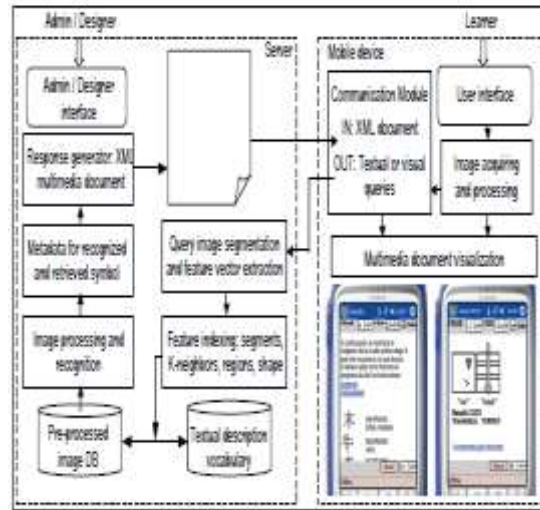 Admin / Designer
Learner
Server
Mobile device
Admin / Designer
interface
Response generator: XML
multimedia document
Metadata for recognized
and retrieved symbol
Image processing and
recognition
Pre-processed
image DB
Query image segmentation
and feature vector extraction
Feature indexing: segments,
K-neighbors, regions, shape
Textual description
vocabulary
Communication Module
IN: XML document
OUT: Textual or visual
queries
User interface
Image acquiring
and processing
Multimedia document visualization